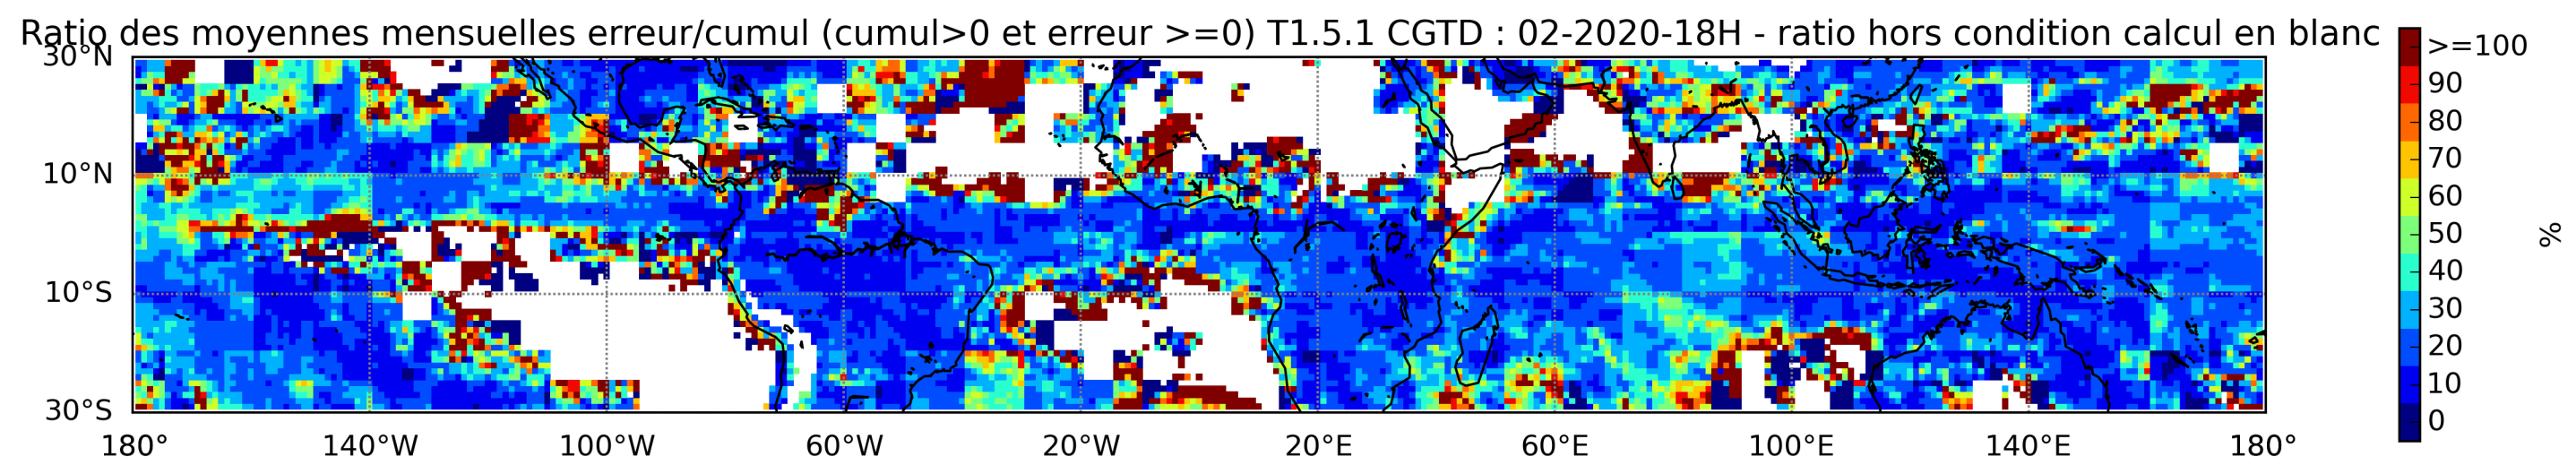 Ratio des moyennes mensuelles erreur/cumul (cumul>0 et erreur >=0) T1.5.1 CGTD : 02-2020-18H - ratio hors condition calcul en blanc
30°N
10°N
10°S
30°S
180°
140°W
100°W
60°W
20°W
20°E
60°E
100°E
140°E
180°
>=100
90
80
70
60
50
40
30
20
10
0
%